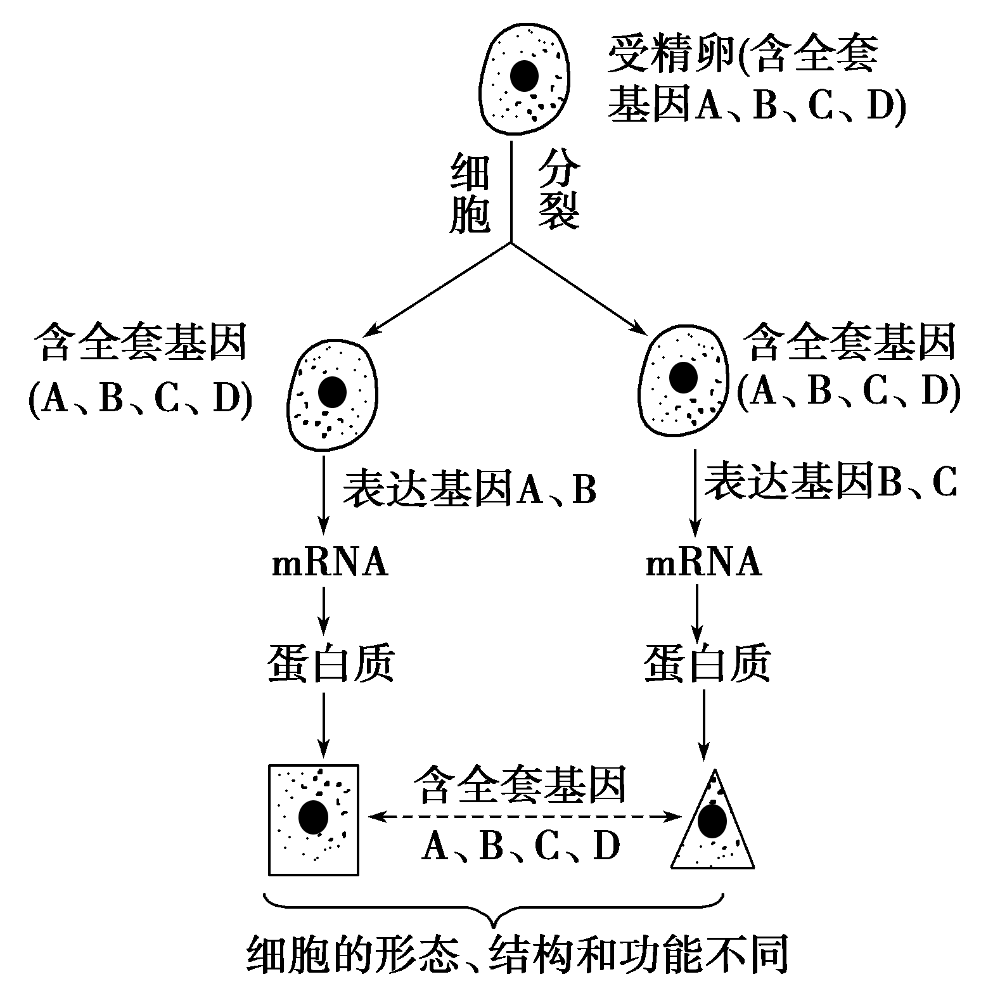 受精卵(含全套
基因A、B、C、D)
细胞
分裂
含全套基因
(A、B、C、D)
含全套基因
(A、B、C、D)
表达基因A、B
表达基因B、C
mRNA
mRNA
蛋白质
蛋白质
含全套基因
A、B、C、D
细胞的形态、结构和功能不同